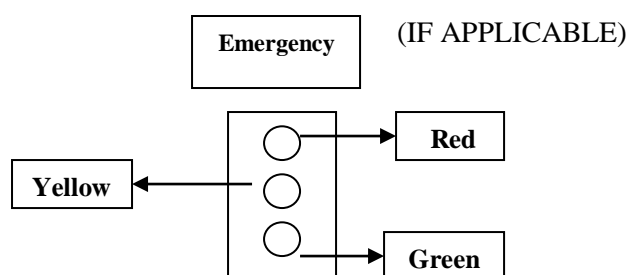 Emergency
(IF APPLICABLE)
Red
Yellow
Green